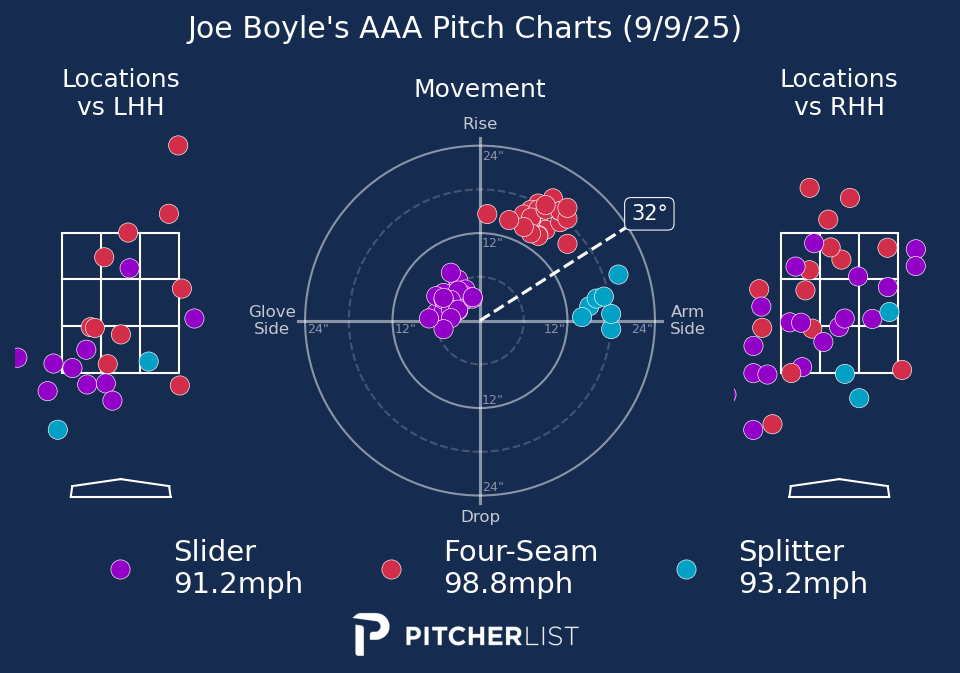 Joe Boyle's AAA Pitch Charts (9/9/25)
Locations
vs LHH
Movement
Locations
vs RHH
Rise
24"
32°
12"
Glove
Side
24"
12"
12"
24"
Arm
Side
12"
24"
Drop
Slider
91.2mph
Four-Seam
98.8mph
Splitter
93.2mph
PITCHERLIST